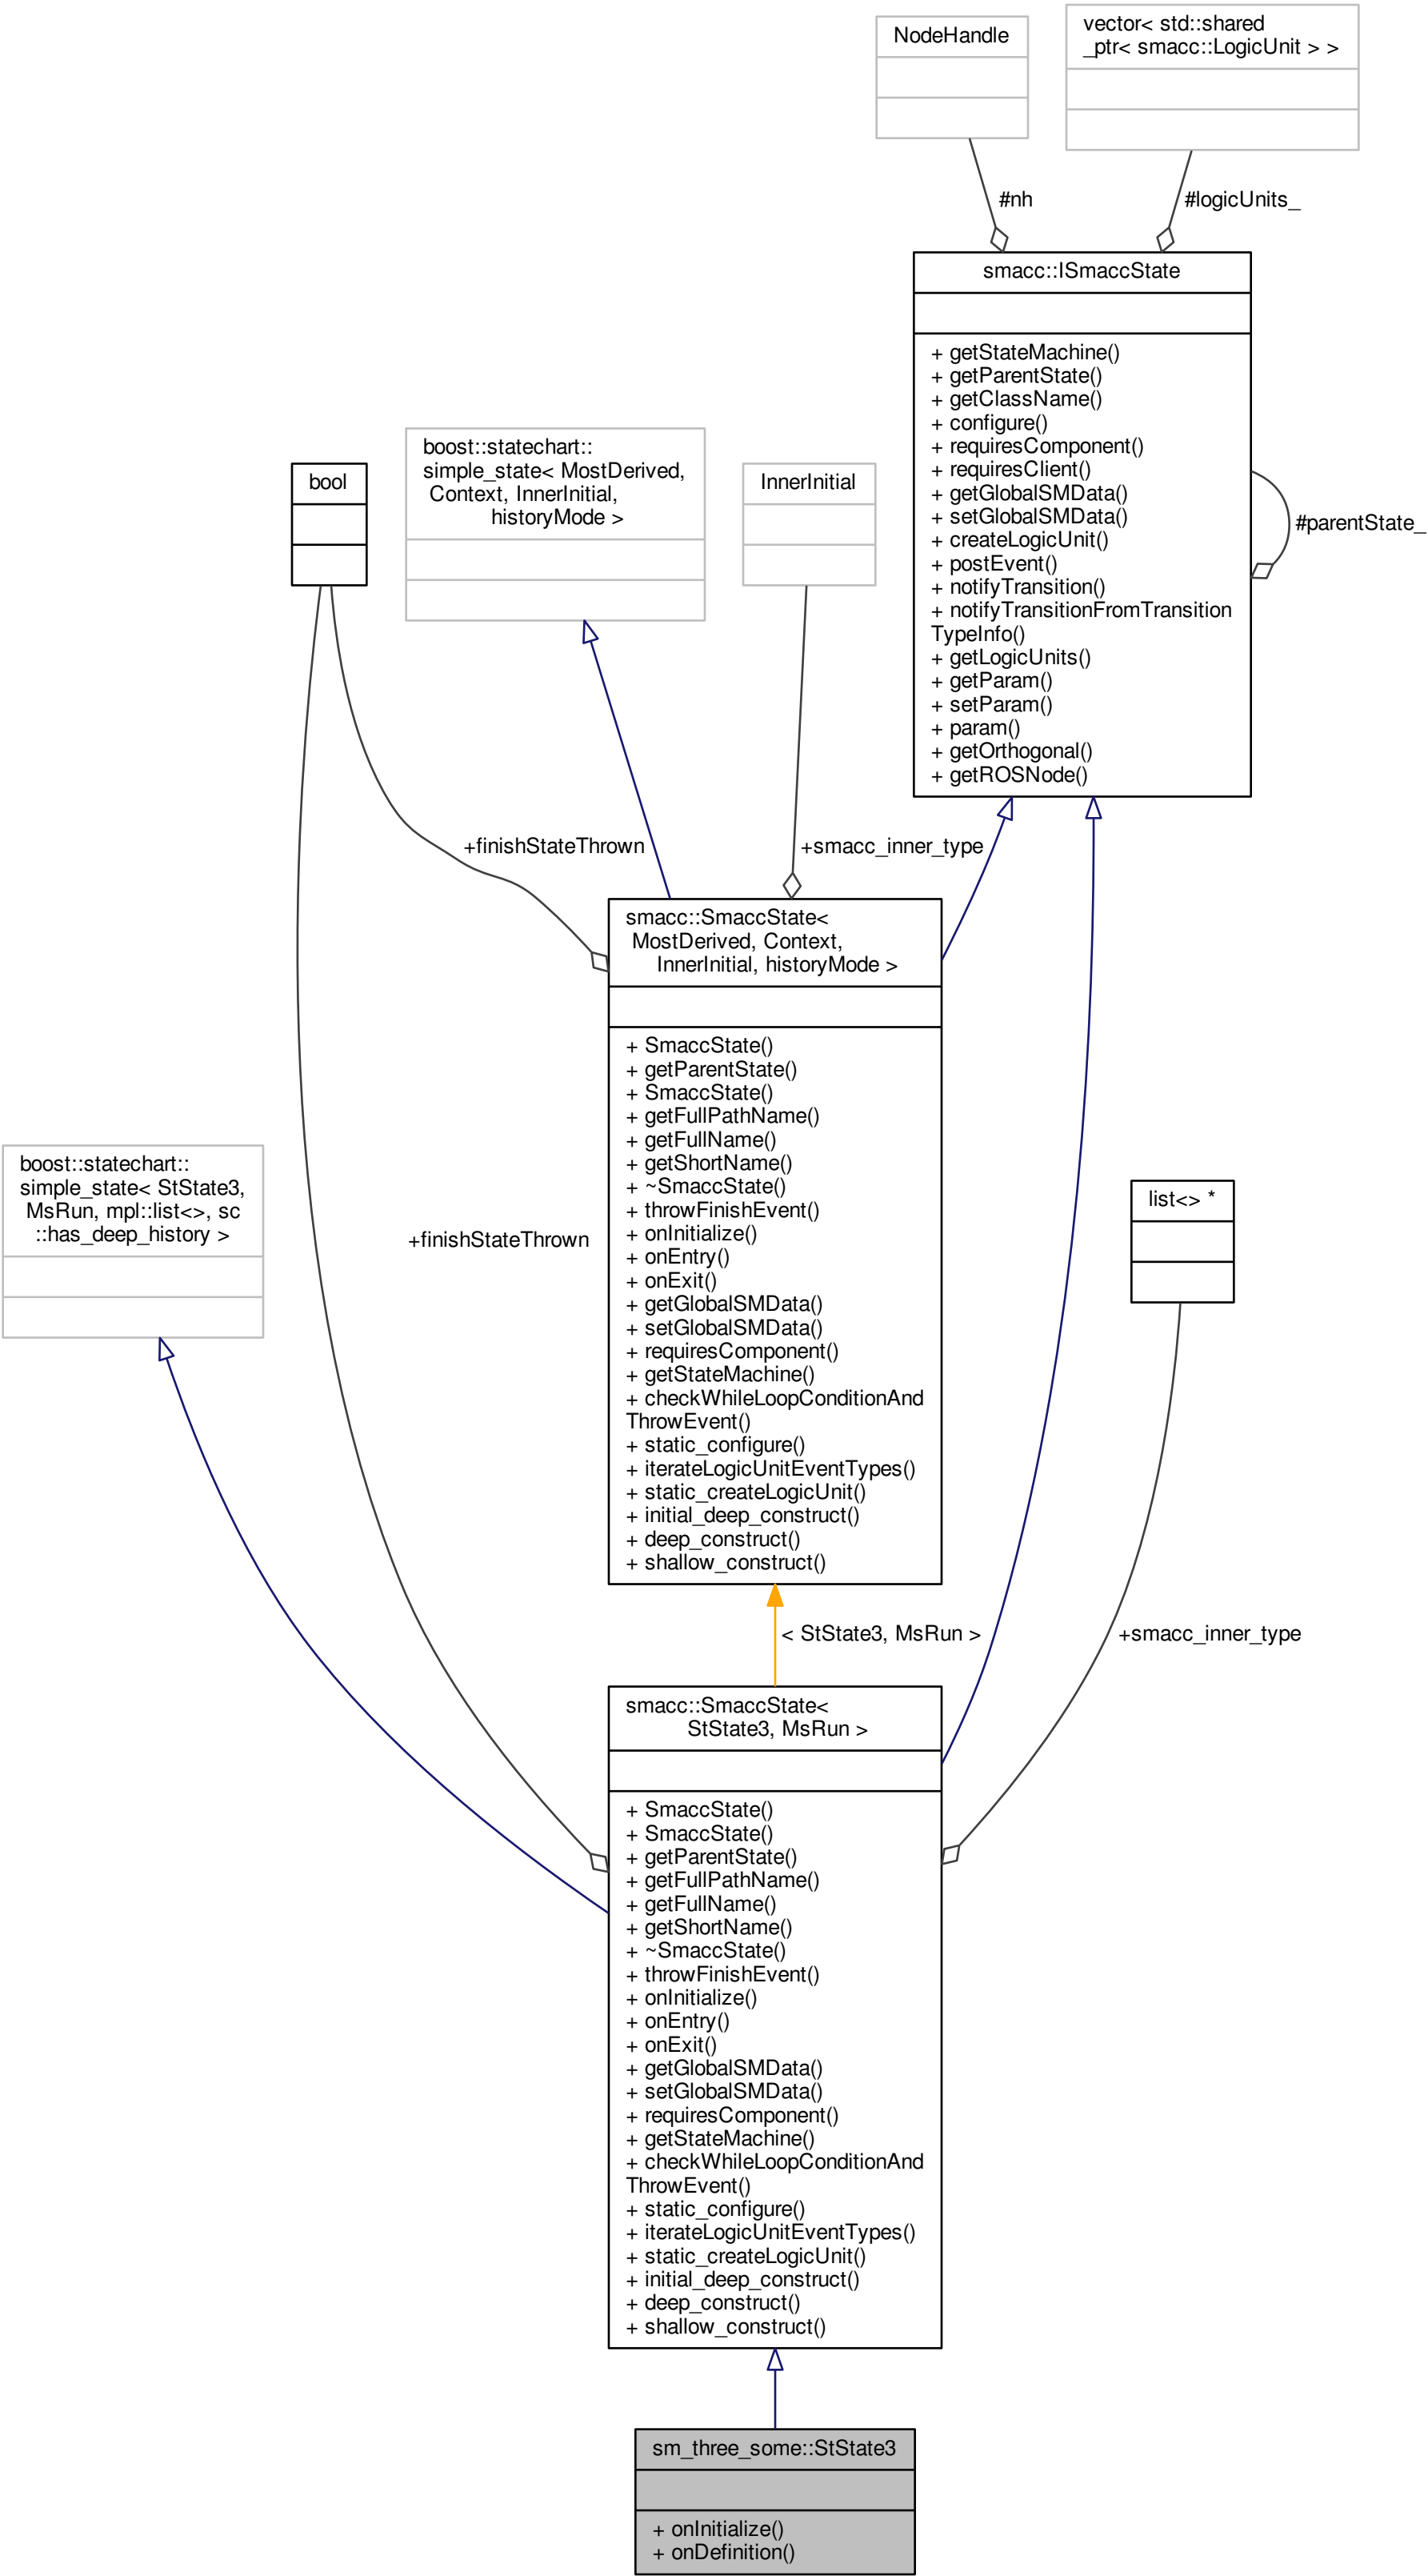 NodeHandle
vector< std::shared
_ptr< smacc::LogicUnit > >
#nh
#logicUnits_
smacc::ISmaccState
+ getStateMachine()
+ getParentState()
+ getClassName()
+ configure()
+ requiresComponent()
+ requiresClient()
+ getGlobalSMData()
+ setGlobalSMData()
+ createLogicUnit()
+ postEvent()
+ notifyTransition()
+ notifyTransitionFromTransition
TypeInfo()
+ getLogicUnits()
+ getParam()
+ setParam()
+ param()
+ getOrthogonal()
+ getROSNode()
#parentState_
bool
boost::statechart::
simple_state< MostDerived,
Context, InnerInitial,
historyMode >
InnerInitial
+finishStateThrown
+smacc_inner_type
smacc::SmaccState<
MostDerived, Context,
InnerInitial, historyMode >
+ SmaccState()
+ getParentState()
+ SmaccState()
+ getFullPathName()
+ getFullName()
+ getShortName()
+ ~SmaccState()
+ throwFinishEvent()
+ onInitialize()
+ onEntry()
+ onExit()
+ getGlobalSMData()
+ setGlobalSMData()
+ requiresComponent()
+ getStateMachine()
+ checkWhileLoopConditionAnd
ThrowEvent()
+ static_configure()
+ iterateLogicUnitEventTypes()
+ static_createLogicUnit()
+ initial_deep_construct()
+ deep_construct()
+ shallow_construct()
boost::statechart::
simple_state< StState3,
MsRun, mpl::list<>, sc
::has_deep_history >
+finishStateThrown
list<> *
< StState3, MsRun >
+smacc_inner_type
smacc::SmaccState<
StState3, MsRun >
+ SmaccState()
+ SmaccState()
+ getParentState()
+ getFullPathName()
+ getFullName()
+ getShortName()
+ ~SmaccState()
+ throwFinishEvent()
+ onInitialize()
+ onEntry()
+ onExit()
+ getGlobalSMData()
+ setGlobalSMData()
+ requiresComponent()
+ getStateMachine()
+ checkWhileLoopConditionAnd
ThrowEvent()
+ static_configure()
+ iterateLogicUnitEventTypes()
+ static_createLogicUnit()
+ initial_deep_construct()
+ deep_construct()
+ shallow_construct()
sm_three_some::StState3
+ onInitialize()
+ onDefinition()